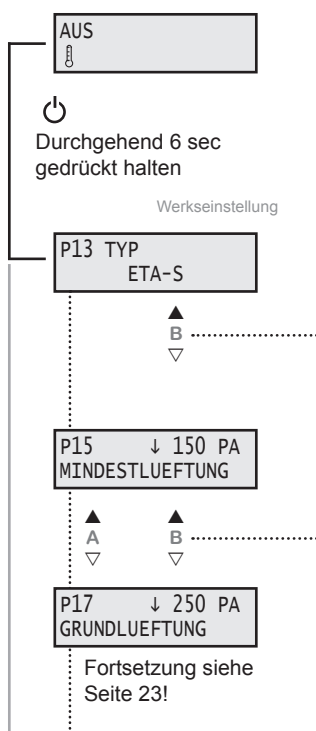 AUS
Durchgehend 6 sec
gedrückt halten
Werkseinstellung
P13 TYP
ETA-S
B
P15 ↓ 150 PA
MINDESTLUEFTUNG
A B
P17 ↓ 250 PA
GRUNDLUEFTUNG
Fortsetzung siehe
Seite 23!